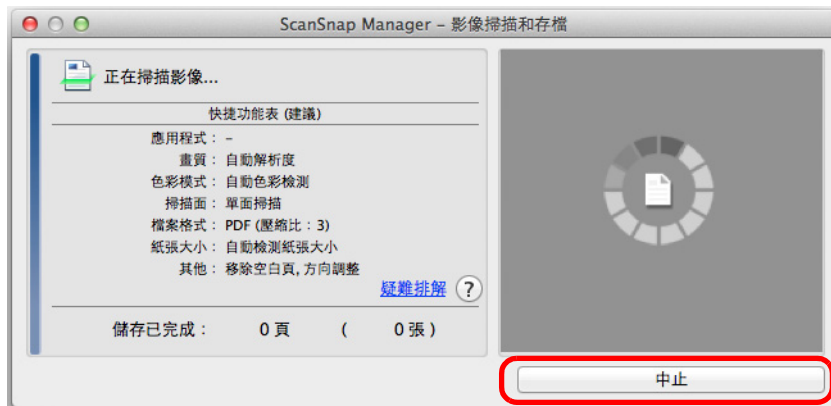 ScanSnap Manager – 影像掃描和存檔
正在掃描影像...
快捷功能表 (建議)
應用程式： –
畫質： 自動解析度
色彩模式： 自動色彩檢測
掃描面： 單面掃描
檔案格式： PDF (壓縮比：3)
紙張大小： 自動檢測紙張大小
其他： 移除空白頁, 方向調整
疑難排解 ?
儲存已完成： 0 頁 ( 0 張 )
中止